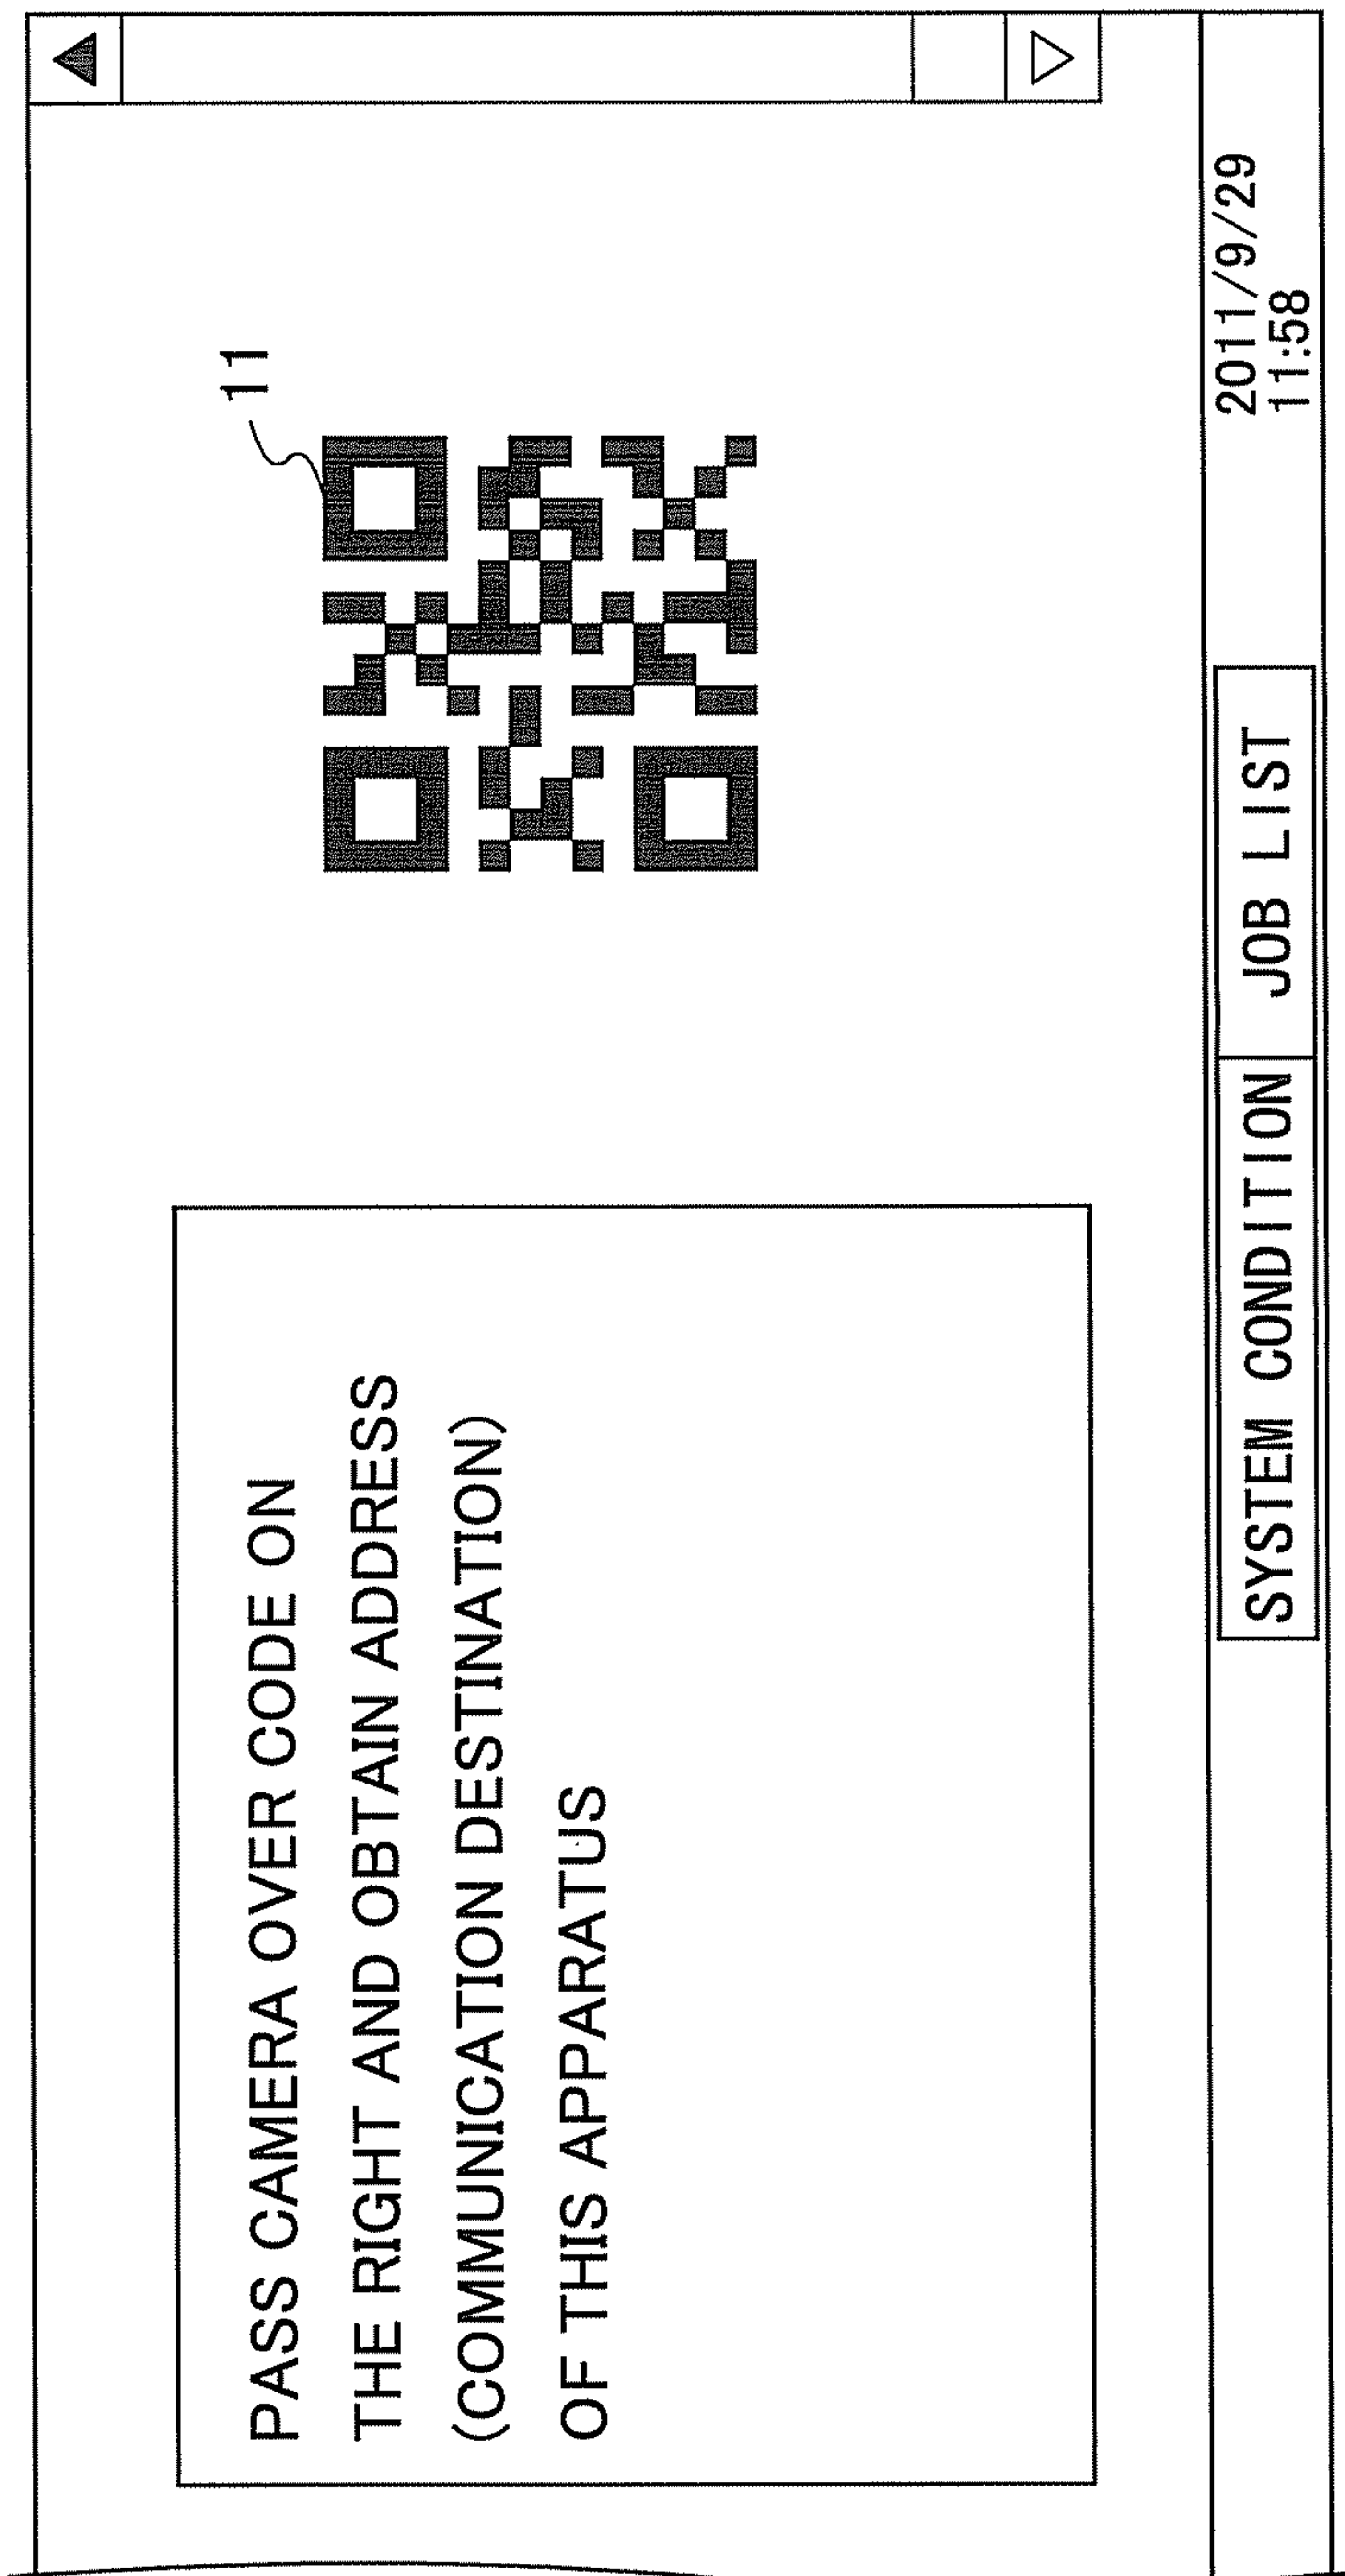 PASS CAMERA OVER CODE ON
THE RIGHT AND OBTAIN ADDRESS
(COMMUNICATION DESTINATION)
OF THIS APPARATUS
11
SYSTEM CONDITION
JOB LIST
2011/9/29
11:58